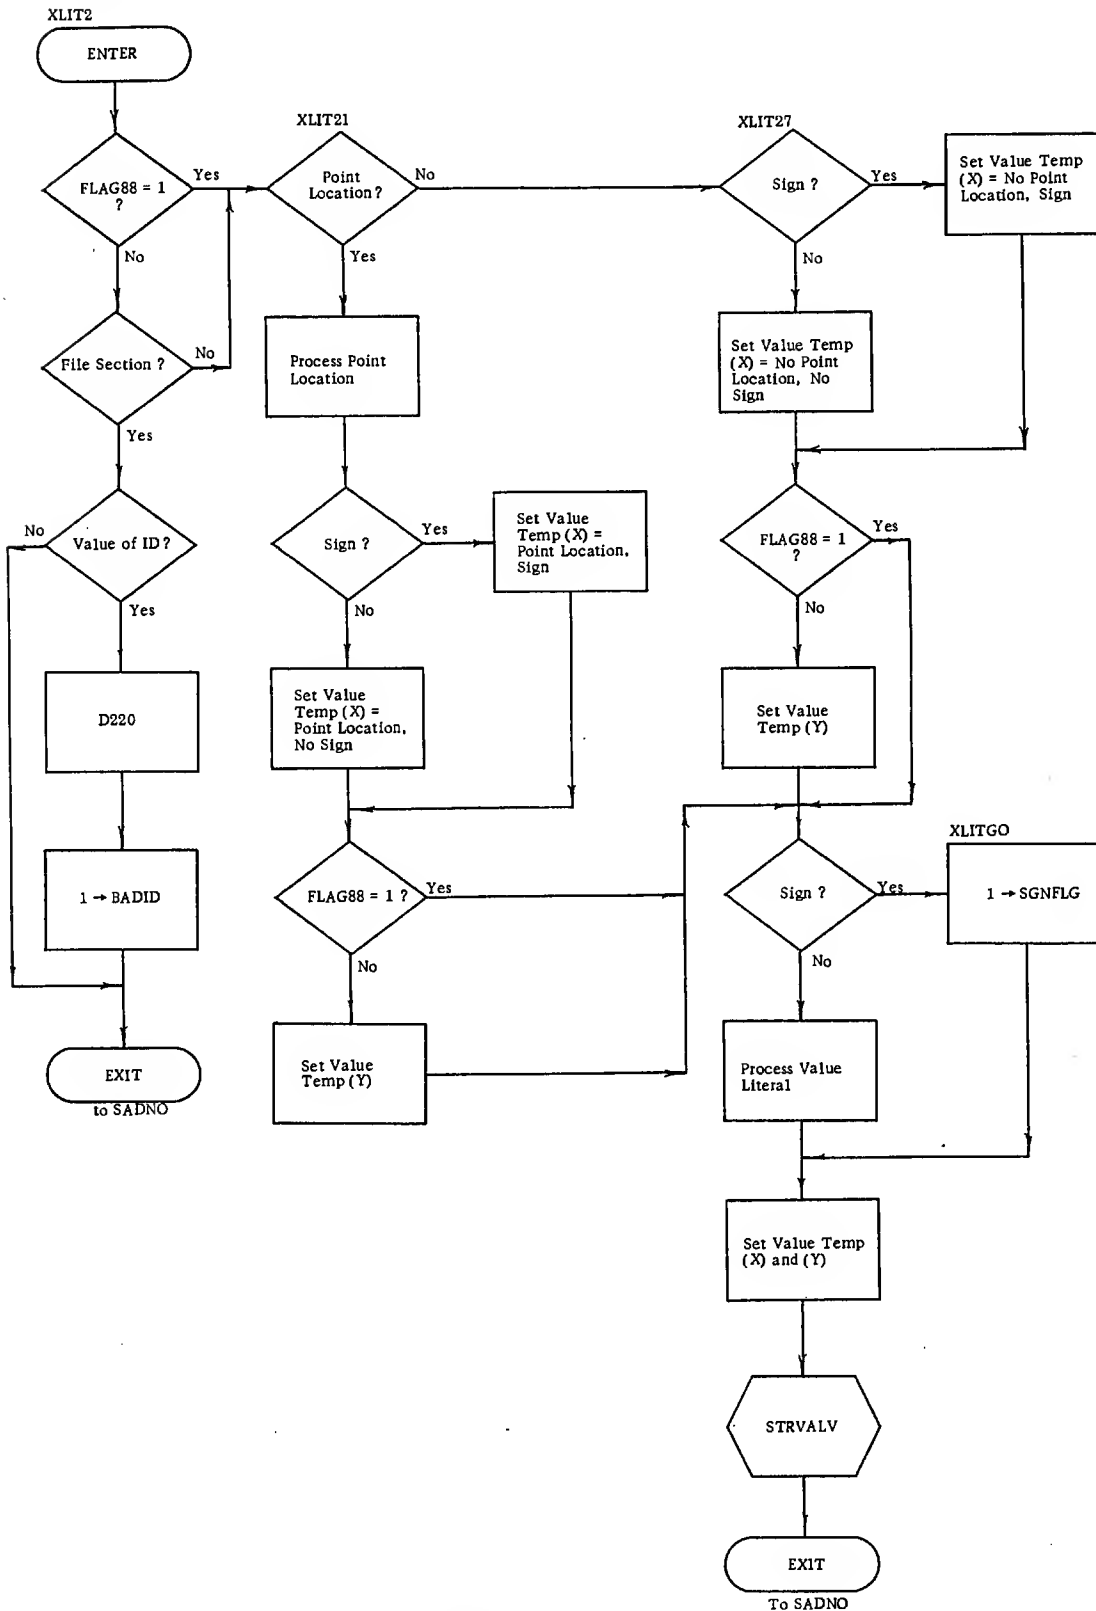 XLIT2
ENTER
FLAG88 = 1
?
Yes
No
File Section ?
No
Yes
Value of ID ?
No
Yes
D220
1 → BADID
EXIT
to SADNO
XLIT21
Point
Location ?
No
Yes
Process Point
Location
Sign ?
Yes
No
Set Value
Temp (X) =
Point Location,
Sign
Set Value
Temp (X) =
Point Location,
No Sign
FLAG88 = 1 ?
Yes
No
Set Value
Temp (Y)
XLIT27
Sign ?
Yes
No
Set Value Temp
(X) = No Point
Location, Sign
Set Value Temp
(X) = No Point
Location, No
Sign
FLAG88 = 1
?
Yes
No
Set Value
Temp (Y)
Sign ?
Yes
No
XLITGO
1 → SGNFLG
Process Value
Literal
Set Value Temp
(X) and (Y)
STRVALV
EXIT
To SADNO